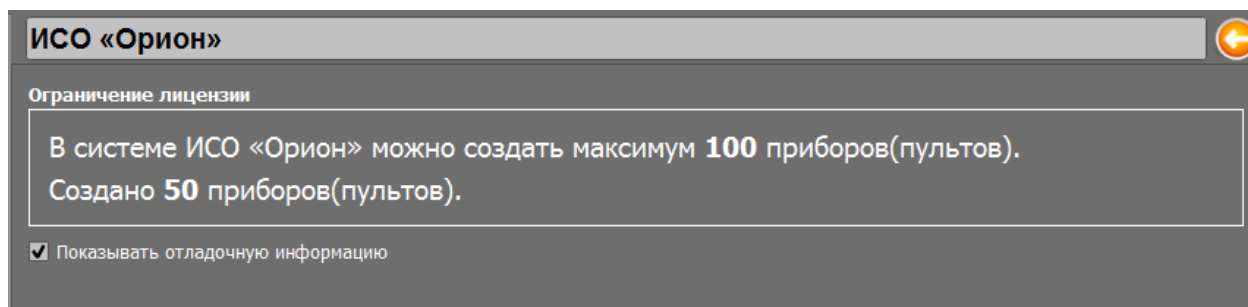 ИСО «Орион»
Ограничение лицензии
В системе ИСО «Орион» можно создать максимум 100 приборов(пультов).
Создано 50 приборов(пультов).
Показывать отладочную информацию